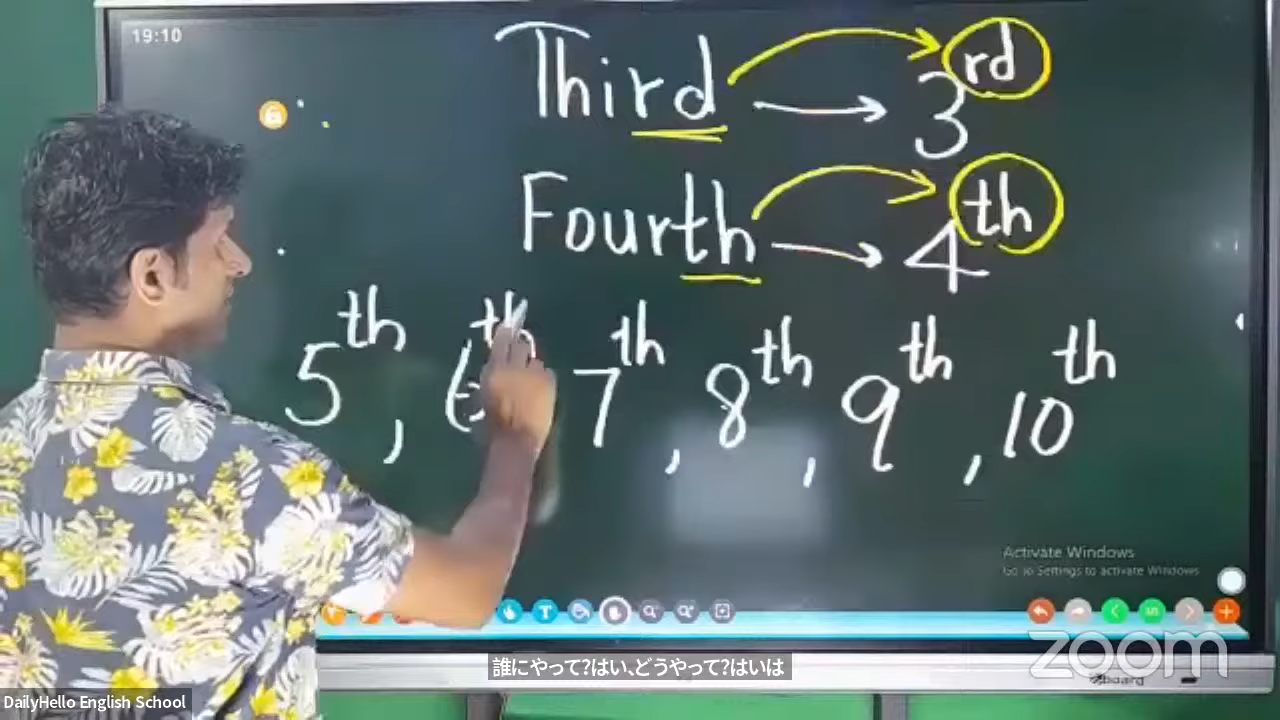 19:10
Third → 3rd
Fourth → 4th
5th, 6th 7th, 8th, 9th, 10th
Activate Windows
Go to Settings to activate Windows.
zoom
誰にやって?はい、どうやって?はいは
DailyHello English School